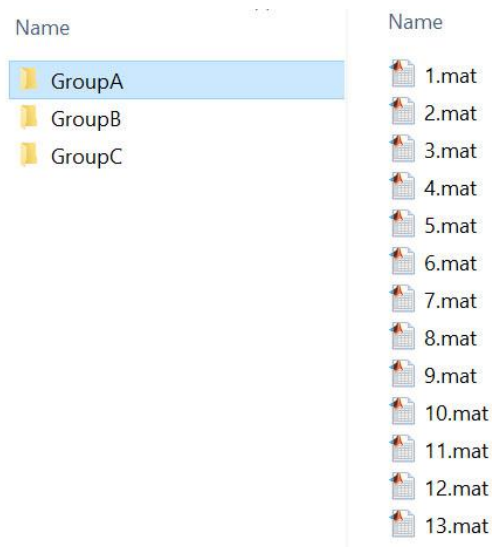 Name
GroupA
GroupB
GroupC
Name
1.mat
2.mat
3.mat
4.mat
5.mat
6.mat
7.mat
8.mat
9.mat
10.mat
11.mat
12.mat
13.mat